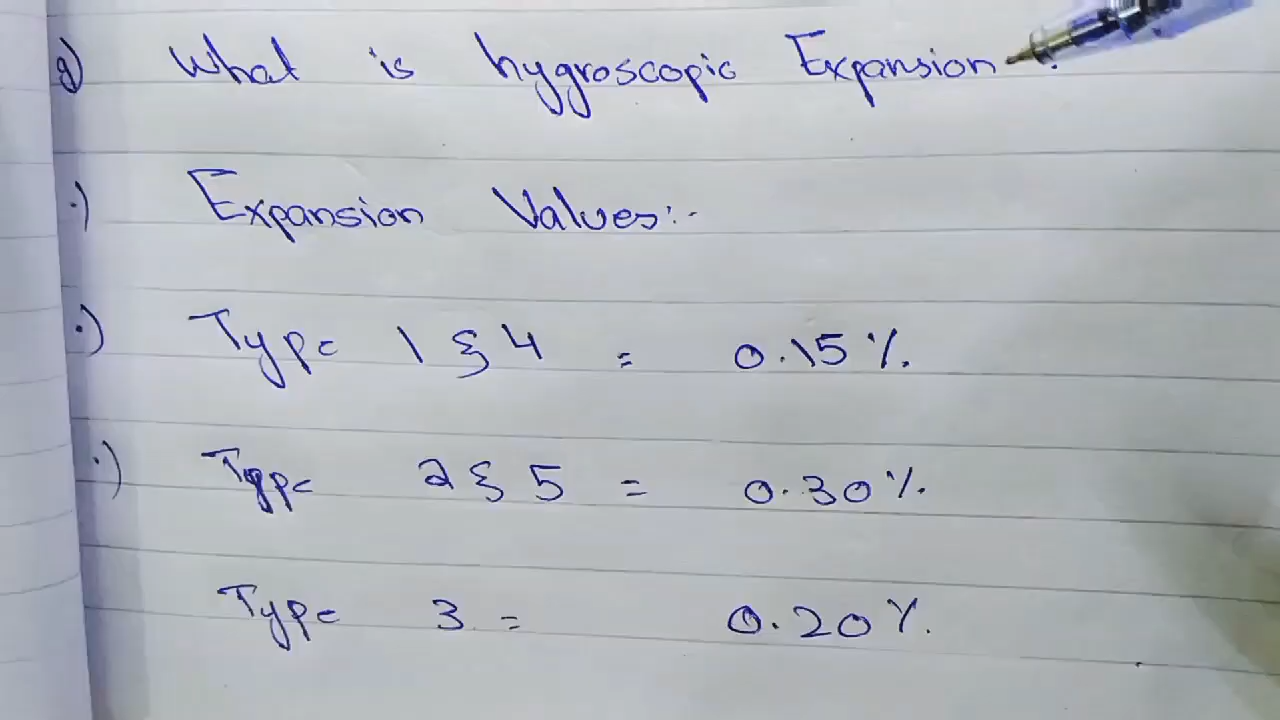 9) What is hygroscopic Expansion ?
•) Expansion Values:-
•) Type 1 & 4 = 0.15%.
•) Type 2 & 5 = 0.30%.
Type 3 = 0.20%.